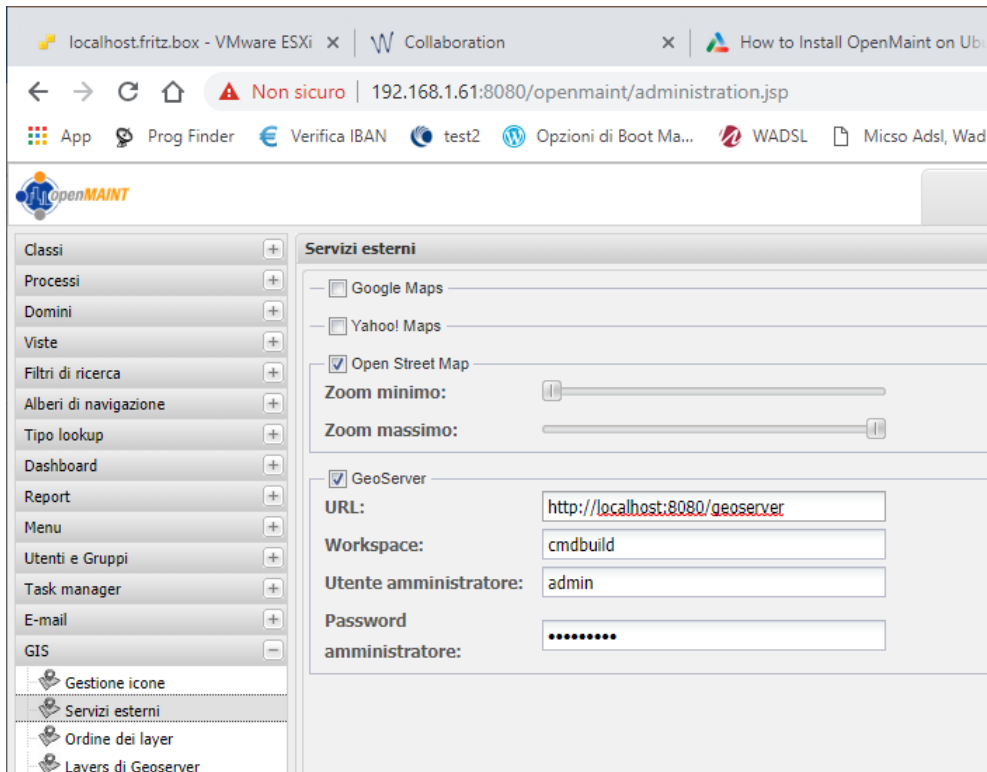 localhost.fritz.box - VMware ESXi
Collaboration
How to Install OpenMaint on Ub
Non sicuro
192.168.1.61:8080/openmaint/administration.jsp
App
Prog Finder
Verifica IBAN
test2
Opzioni di Boot Ma...
WADSL
Micso Adsl, Wad
openMAINT
Classi
Processi
Domini
Viste
Filtri di ricerca
Alberi di navigazione
Tipo lookup
Dashboard
Report
Menu
Utenti e Gruppi
Task manager
E-mail
GIS
Gestione icone
Servizi esterni
Ordine dei layer
Layers di Geoserver
Servizi esterni
Google Maps
Yahoo! Maps
Open Street Map
Zoom minimo:
Zoom massimo:
GeoServer
URL:
http://localhost:8080/geoserver
Workspace:
cmdbuild
Utente amministratore:
admin
Password
amministratore: